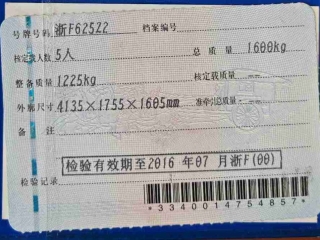 号牌号码 浙F62522 档案编号
核定载人数 5人 总质量 1600kg
整备质量 1225kg 核定载质量 --
外廓尺寸 4135×1755×1605mm 准牵引总质量 --
备注
检验有效期至2016年07月浙F(00)
检验记录
*3340014754857*